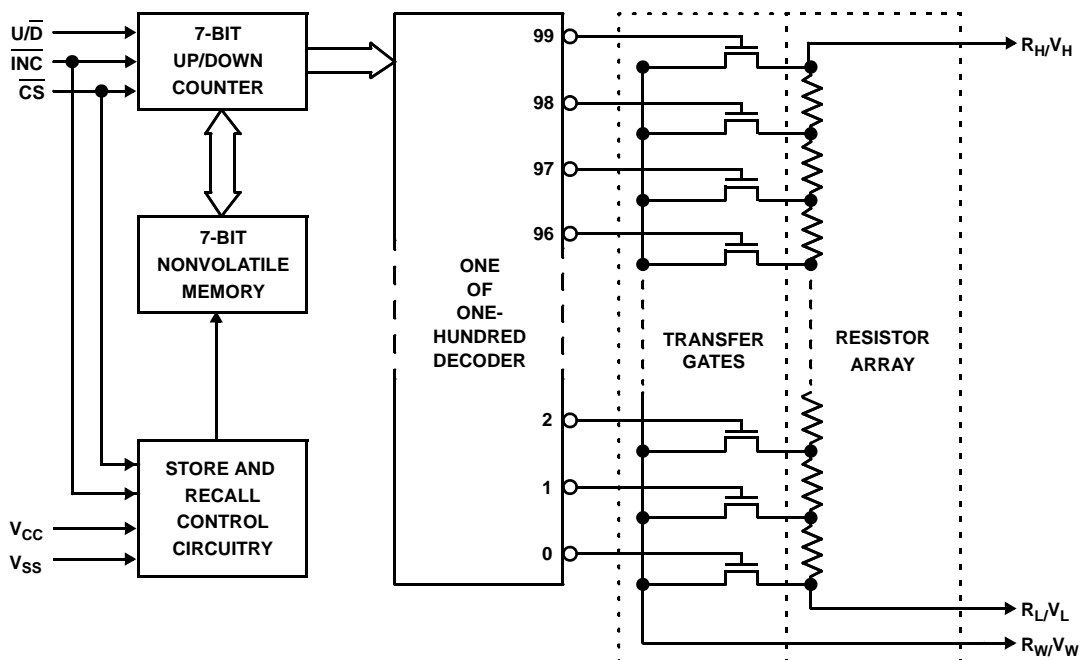 U/D̅
I̅N̅C̅
C̅S̅
7-BIT
UP/DOWN
COUNTER
7-BIT
NONVOLATILE
MEMORY
STORE AND
RECALL
CONTROL
CIRCUITRY
VCC
VSS
ONE
OF
ONE-
HUNDRED
DECODER
99
98
97
96
2
1
0
TRANSFER
GATES
RESISTOR
ARRAY
RH/VH
RL/VL
RW/VW